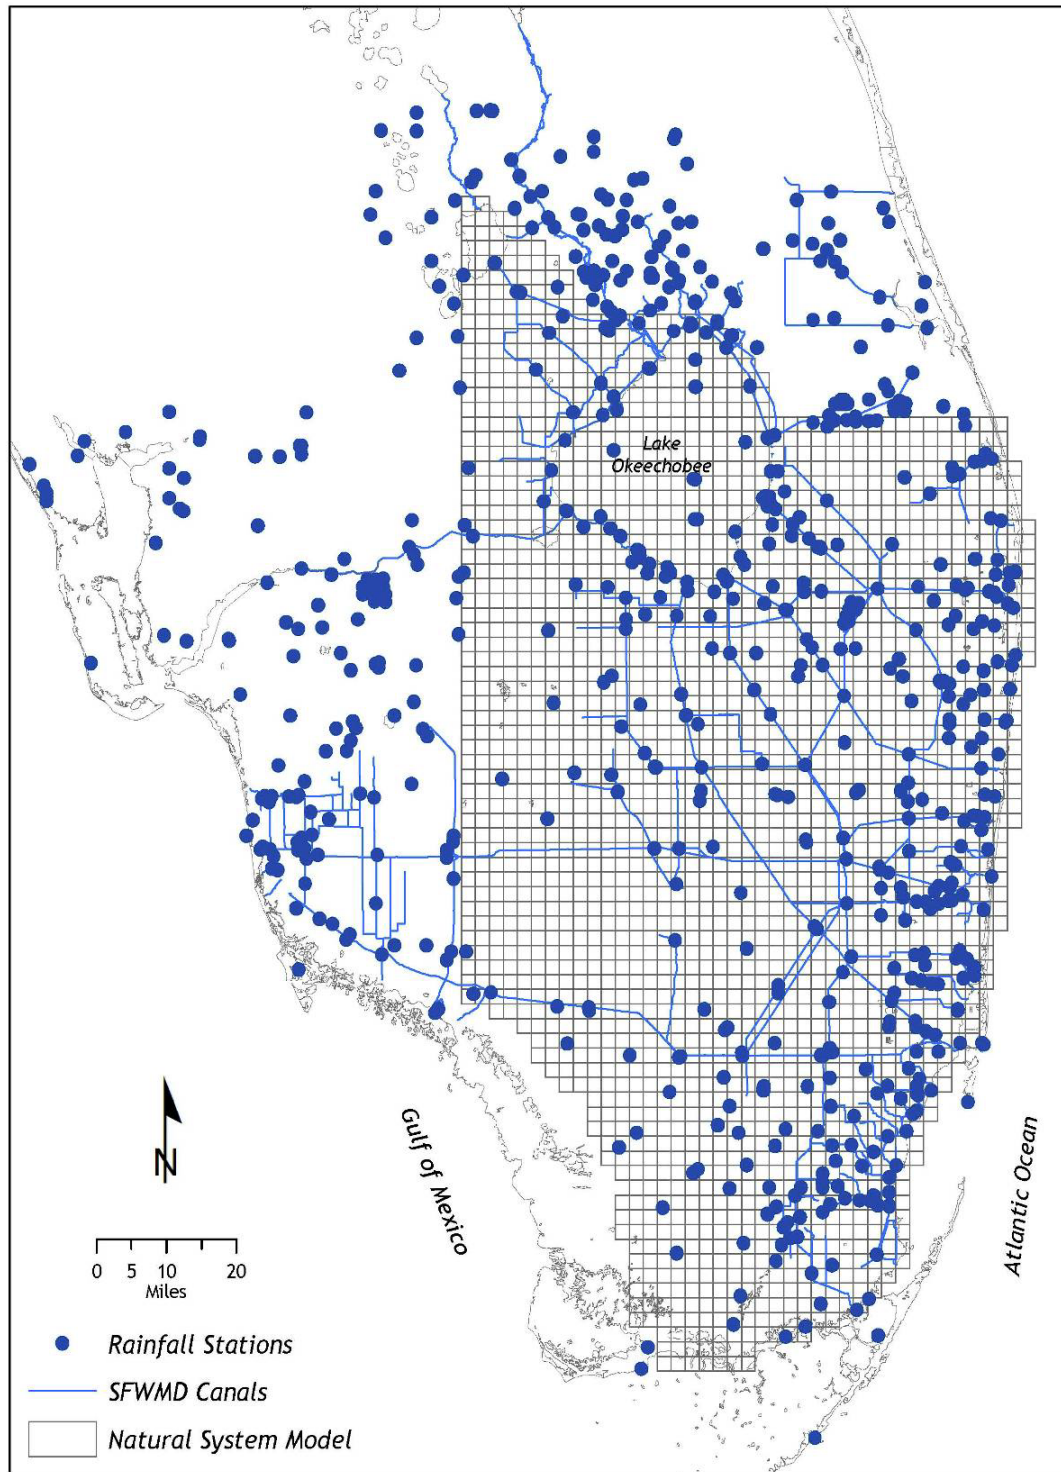 Lake
Okeechobee
Gulf of Mexico
Atlantic Ocean
N
0 5 10 20
Miles
Rainfall Stations
SFWMD Canals
Natural System Model